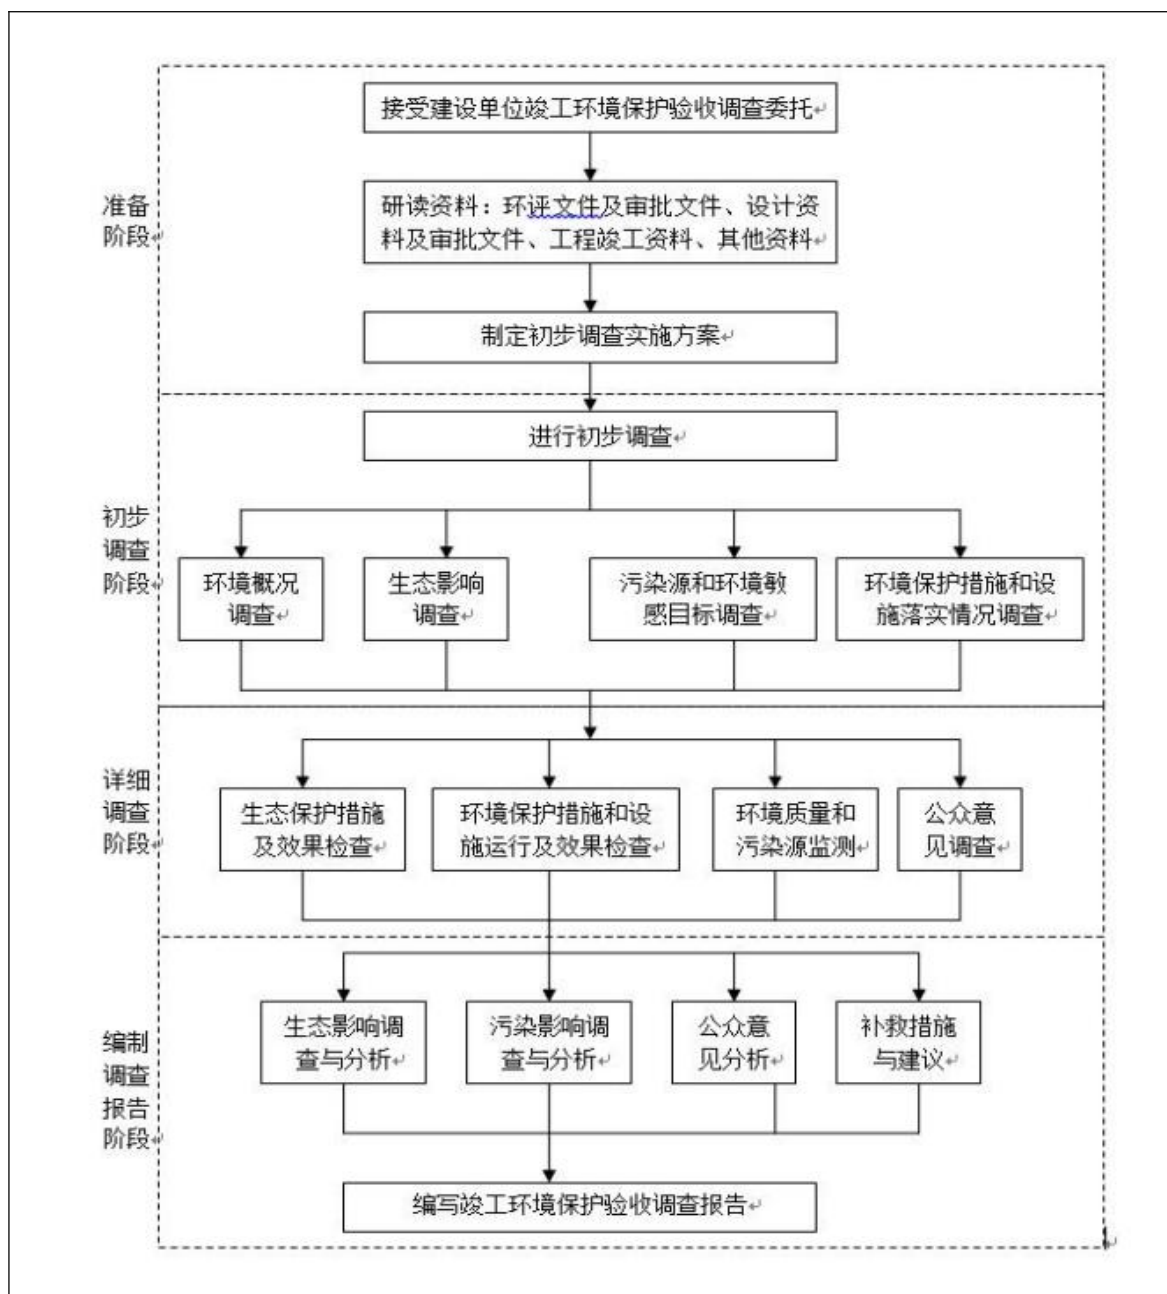 接受建设单位竣工环境保护验收调查委托
准备
阶段
研读资料：环评文件及审批文件、设计资
料及审批文件、工程竣工资料、其他资料
制定初步调查实施方案
进行初步调查
初步
调查
阶段
环境概况
调查
生态影响
调查
污染源和环境敏
感目标调查
环境保护措施和设
施落实情况调查
详细
调查
阶段
生态保护措施
及效果检查
环境保护措施和设
施运行及效果检查
环境质量和
污染源监测
公众意
见调查
编制
调查
报告
阶段
生态影响调
查与分析
污染影响调
查与分析
公众意
见分析
补救措施
与建议
编写竣工环境保护验收调查报告